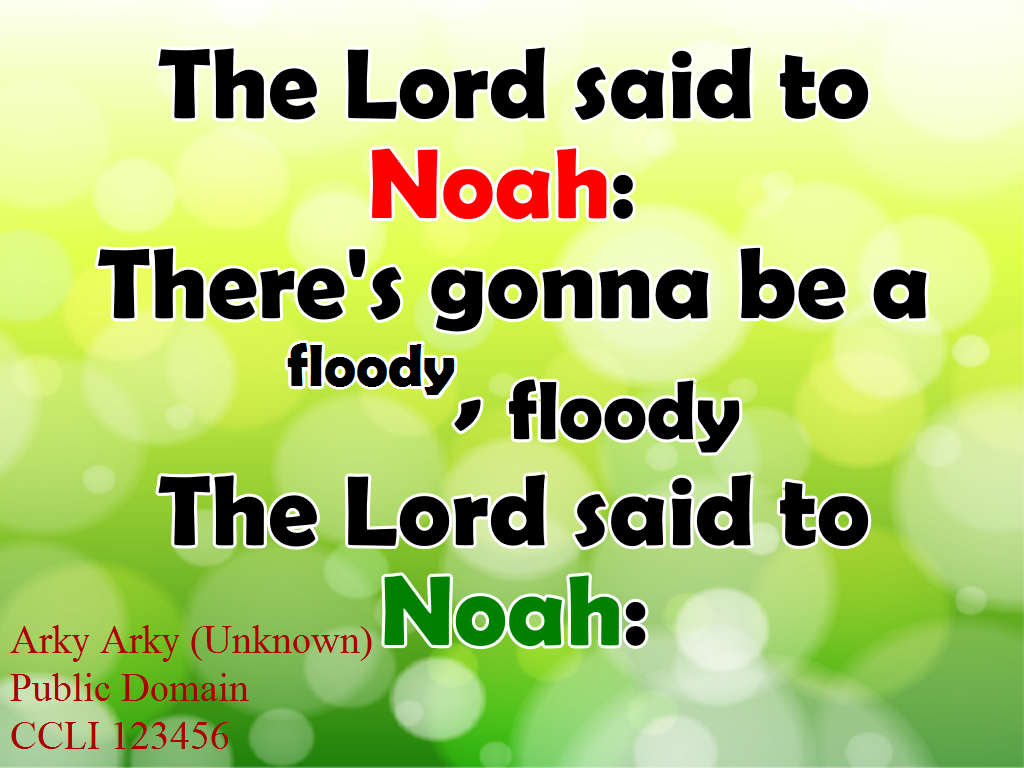 The Lord said to
Noah:
There's gonna be a
floody, floody
The Lord said to
Noah:
Arky Arky (Unknown)
Public Domain
CCLI 123456